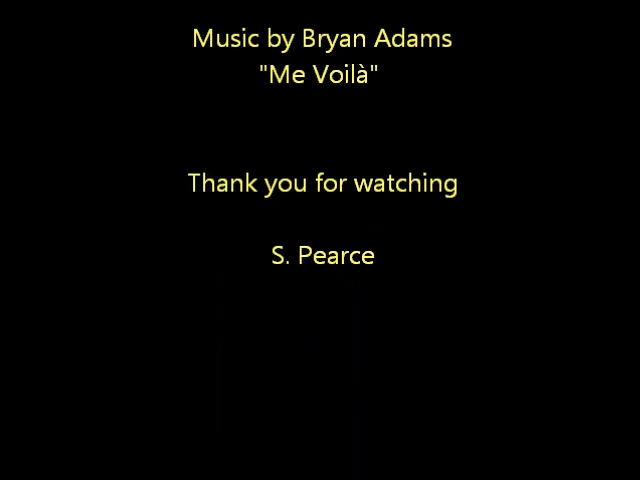 Music by Bryan Adams
"Me Voilà"
Thank you for watching
S. Pearce